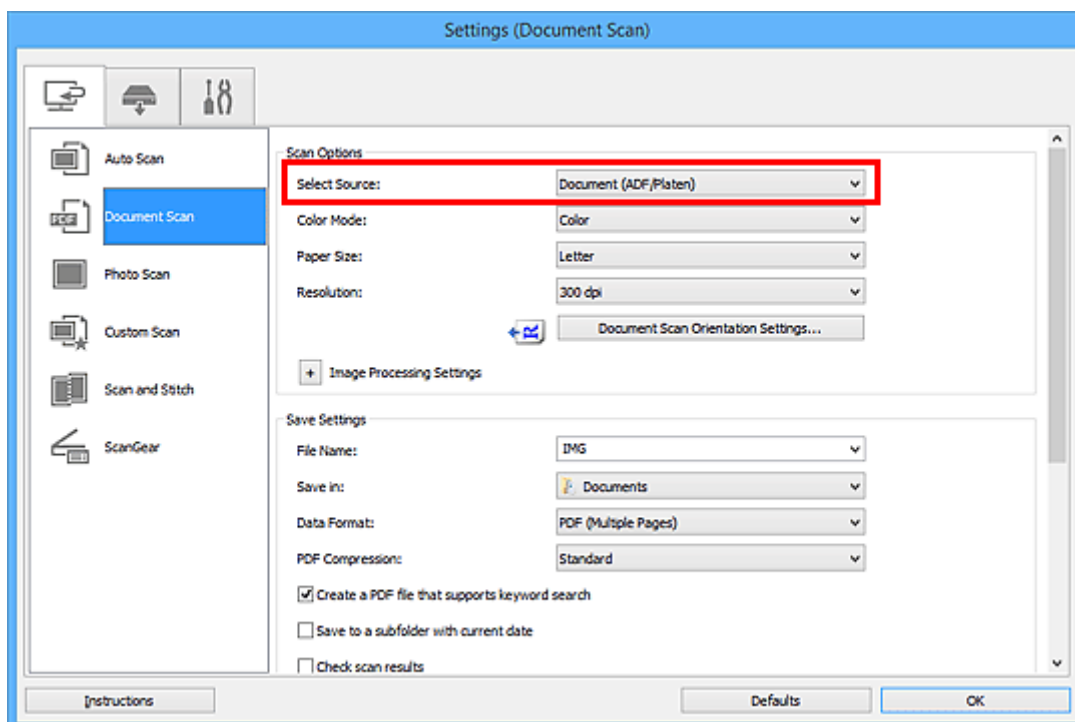 Settings (Document Scan)
Auto Scan
PDF
Document Scan
Photo Scan
Custom Scan
Scan and Stitch
ScanGear
Scan Options
Select Source: Document (ADF/Platen)
Color Mode: Color
Paper Size: Letter
Resolution: 300 dpi
Document Scan Orientation Settings...
+ Image Processing Settings
Save Settings
File Name: IMG
Save in: Documents
Data Format: PDF (Multiple Pages)
PDF Compression: Standard
Create a PDF file that supports keyword search
Save to a subfolder with current date
Check scan results
Instructions Defaults OK